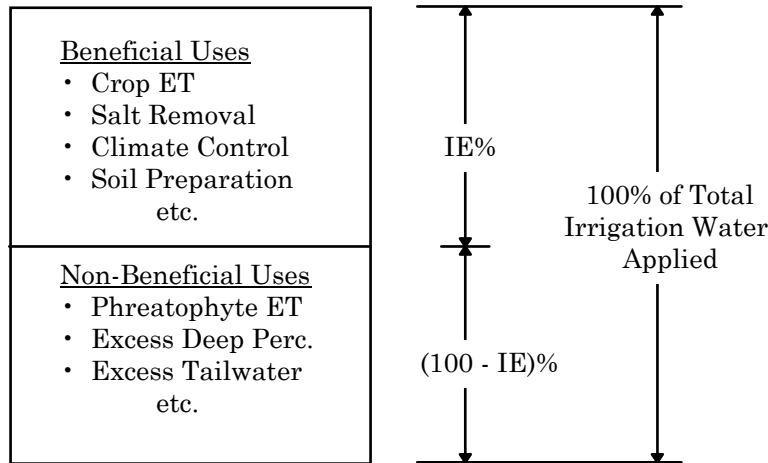 Beneficial Uses
· Crop ET
· Salt Removal
· Climate Control
· Soil Preparation
etc.
Non-Beneficial Uses
· Phreatophyte ET
· Excess Deep Perc.
· Excess Tailwater
etc.
IE%
(100 - IE)%
100% of Total
Irrigation Water
Applied